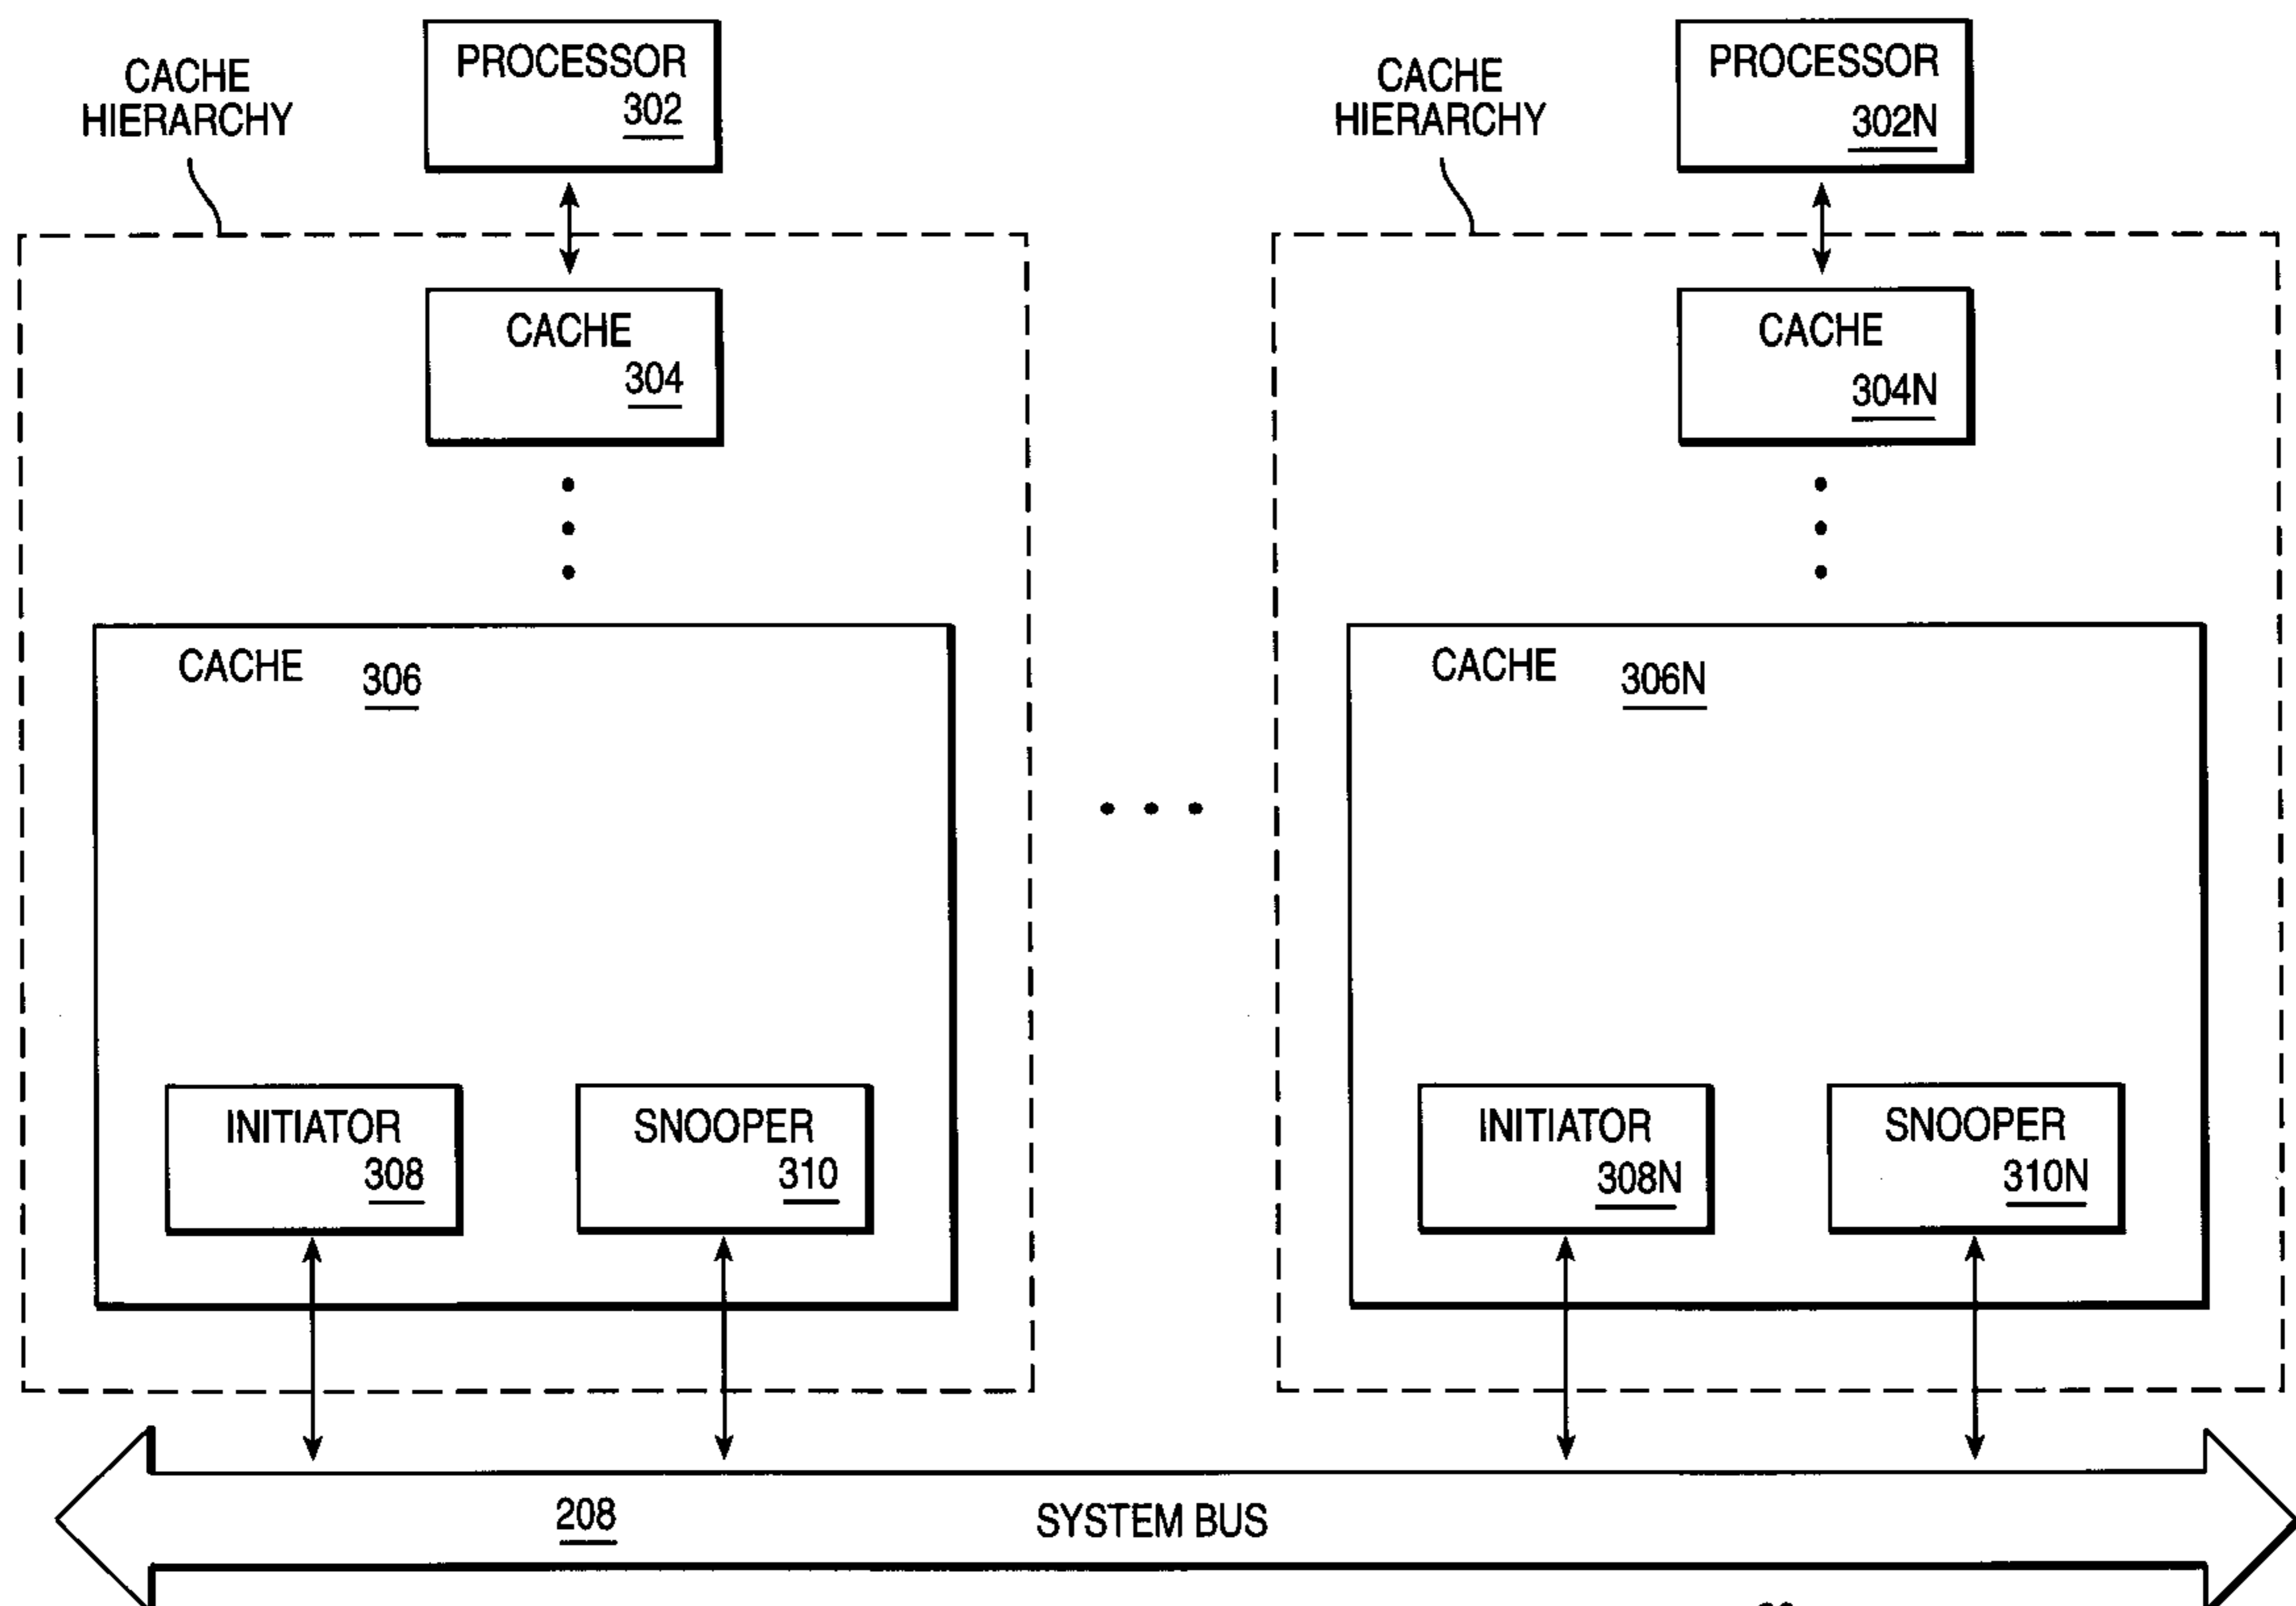 CACHE
HIERARCHY
PROCESSOR
302
CACHE
304
CACHE 306
INITIATOR
308
SNOOPER
310
CACHE
HIERARCHY
PROCESSOR
302N
CACHE
304N
CACHE 306N
INITIATOR
308N
SNOOPER
310N
208 SYSTEM BUS